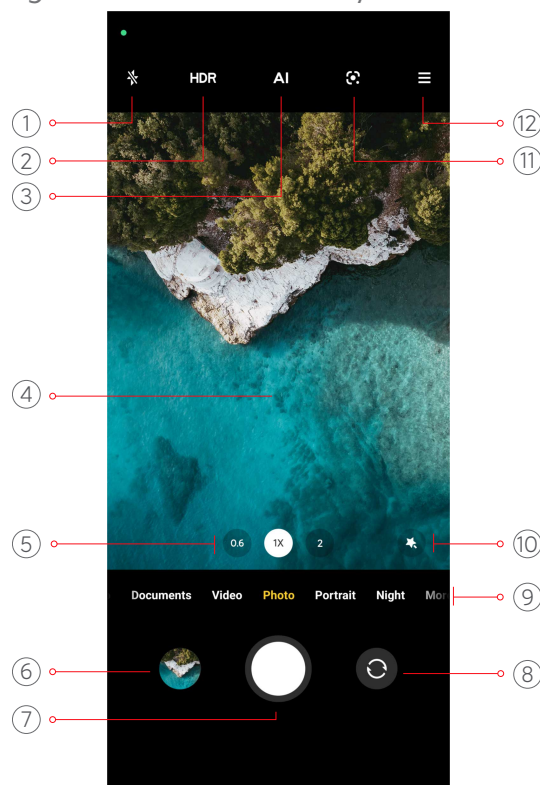 HDR AI
① ⑫
② ⑪
③
④
⑤ 0.6 1X 2 ⑩
Documents Video Photo Portrait Night Mor ⑨
⑥ ⑧
⑦